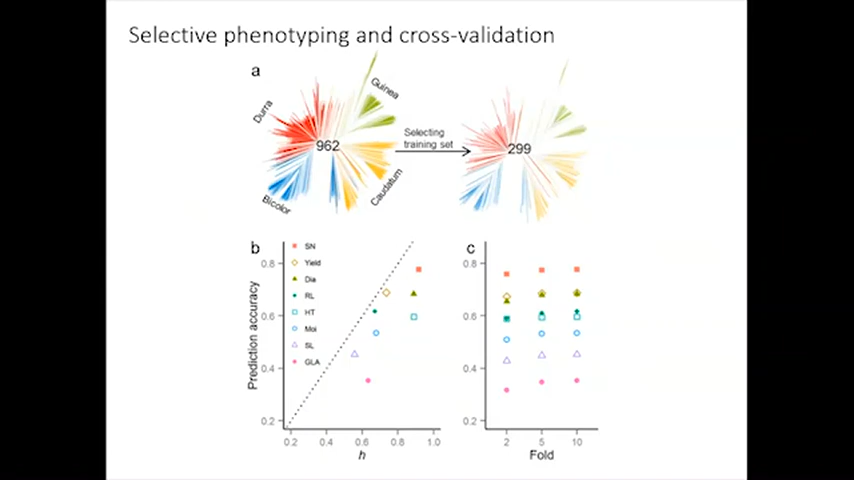 Selective phenotyping and cross-validation
a
Durra
Guinea
962
Caudatum
Bicolor
Selecting
training set
299
b
SN
Yield
Dia
RL
HT
Moi
SL
GLA
Prediction accuracy
0.8
0.6
0.4
0.2
0.2 0.4 0.6 0.8 1.0
h
c
0.8
0.6
0.4
0.2
2 5 10
Fold